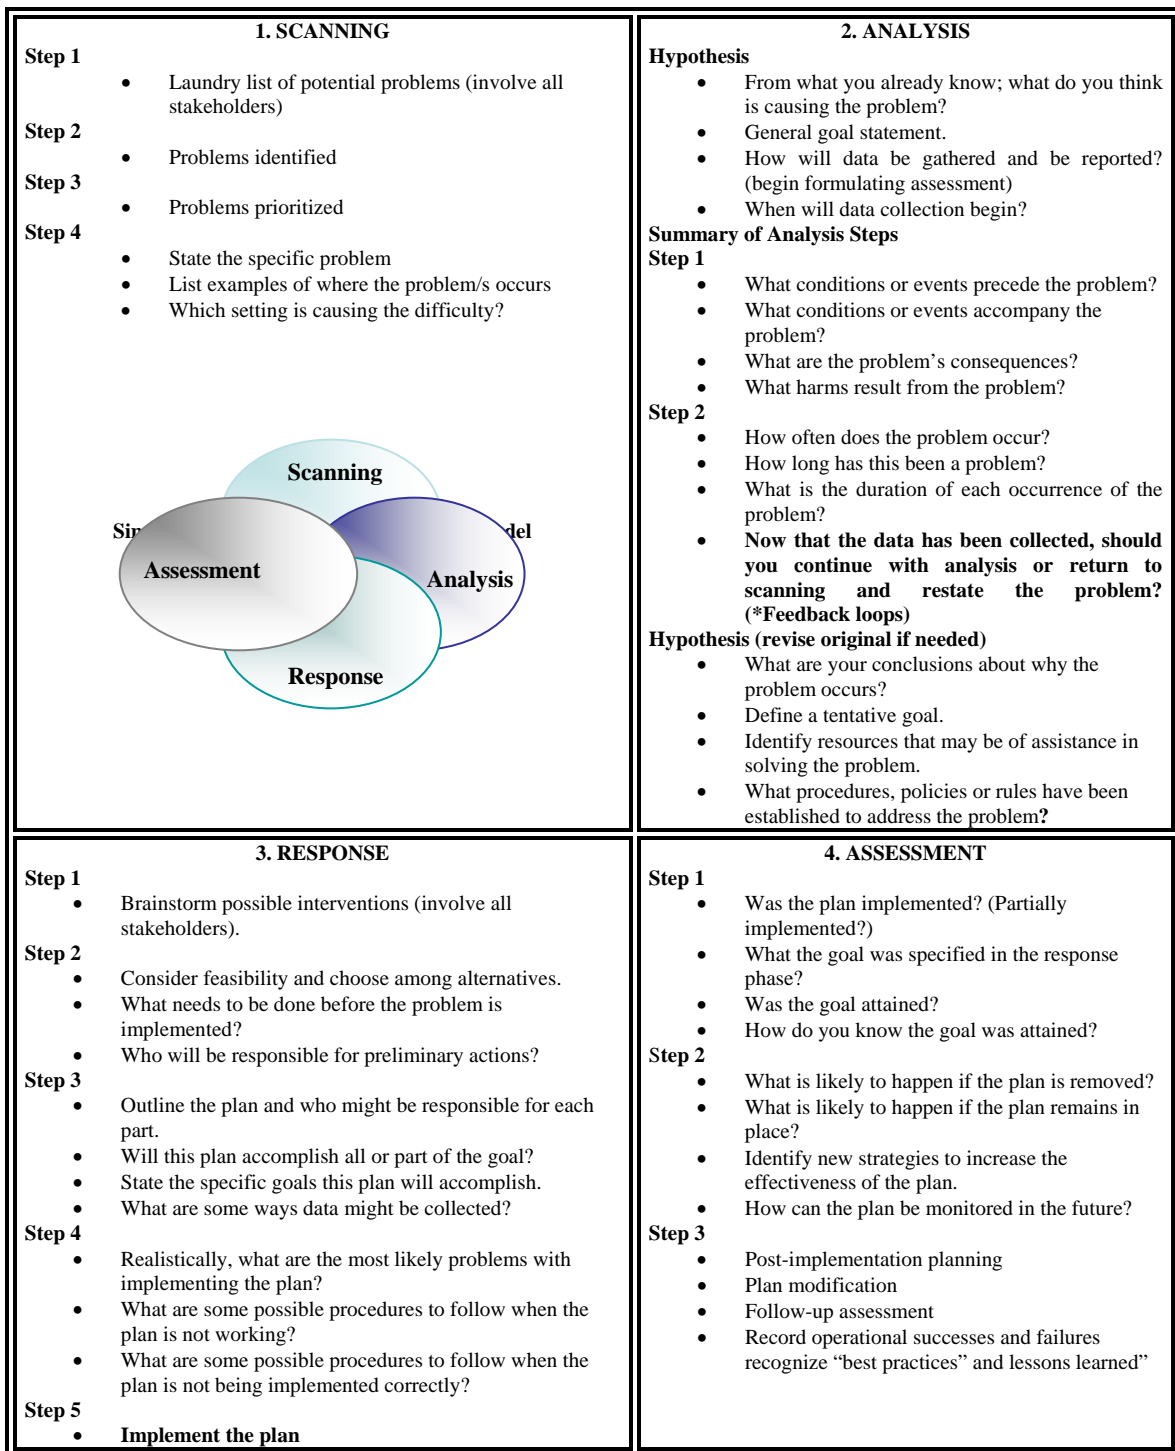 1. SCANNING
Step 1
• Laundry list of potential problems (involve all
stakeholders)
Step 2
• Problems identified
Step 3
• Problems prioritized
Step 4
• State the specific problem
• List examples of where the problem/s occurs
• Which setting is causing the difficulty?
Scanning
Assessment
Analysis
Response
2. ANALYSIS
Hypothesis
• From what you already know; what do you think
is causing the problem?
• General goal statement.
• How will data be gathered and be reported?
(begin formulating assessment)
• When will data collection begin?
Summary of Analysis Steps
Step 1
• What conditions or events precede the problem?
• What conditions or events accompany the
problem?
• What are the problem’s consequences?
• What harms result from the problem?
Step 2
• How often does the problem occur?
• How long has this been a problem?
• What is the duration of each occurrence of the
problem?
• Now that the data has been collected, should
you continue with analysis or return to
scanning and restate the problem?
(*Feedback loops)
Hypothesis (revise original if needed)
• What are your conclusions about why the
problem occurs?
• Define a tentative goal.
• Identify resources that may be of assistance in
solving the problem.
• What procedures, policies or rules have been
established to address the problem?
3. RESPONSE
Step 1
• Brainstorm possible interventions (involve all
stakeholders).
Step 2
• Consider feasibility and choose among alternatives.
• What needs to be done before the problem is
implemented?
• Who will be responsible for preliminary actions?
Step 3
• Outline the plan and who might be responsible for each
part.
• Will this plan accomplish all or part of the goal?
• State the specific goals this plan will accomplish.
• What are some ways data might be collected?
Step 4
• Realistically, what are the most likely problems with
implementing the plan?
• What are some possible procedures to follow when the
plan is not working?
• What are some possible procedures to follow when the
plan is not being implemented correctly?
Step 5
• Implement the plan
4. ASSESSMENT
Step 1
• Was the plan implemented? (Partially
implemented?)
• What the goal was specified in the response
phase?
• Was the goal attained?
• How do you know the goal was attained?
Step 2
• What is likely to happen if the plan is removed?
• What is likely to happen if the plan remains in
place?
• Identify new strategies to increase the
effectiveness of the plan.
• How can the plan be monitored in the future?
Step 3
• Post-implementation planning
• Plan modification
• Follow-up assessment
• Record operational successes and failures
recognize “best practices” and lessons learned”